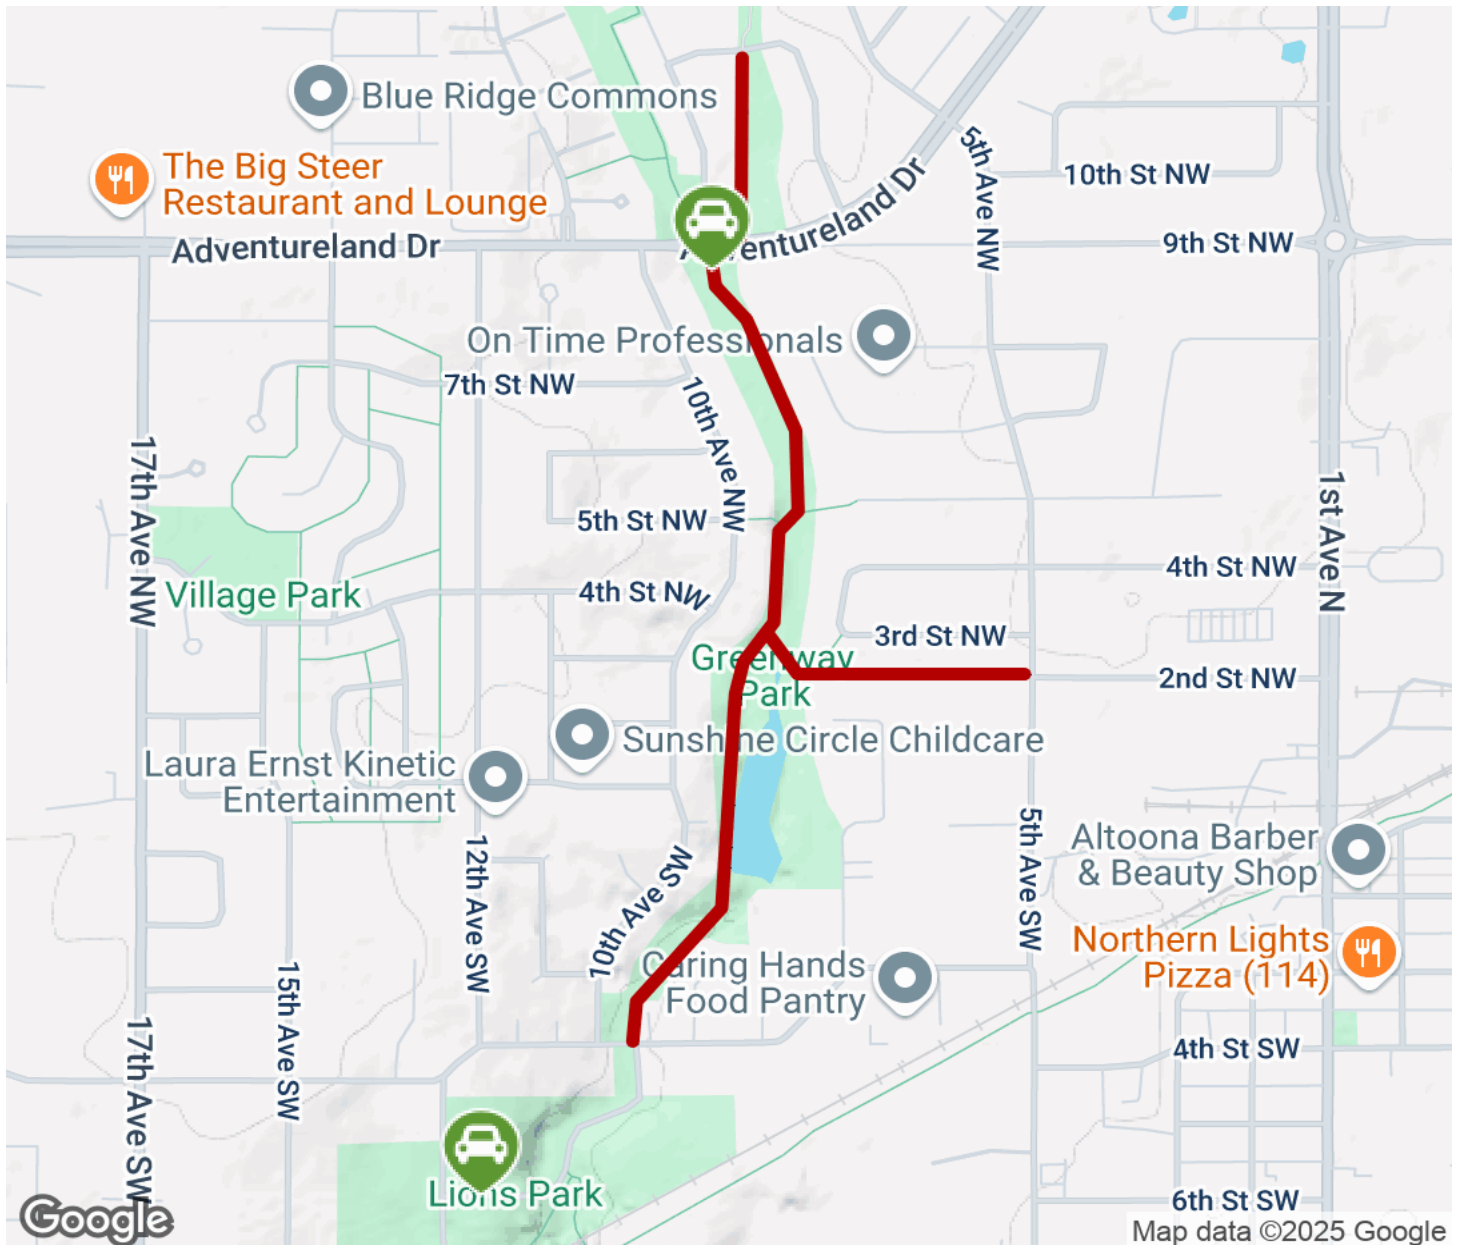 Blue Ridge Commons
The Big Steer
Restaurant and Lounge
5th Ave NW
10th St NW
Adventureland Dr
Adventureland Dr
9th St NW
On Time Professionals
7th St NW
10th Ave NW
17th Ave NW
1st Ave N
5th St NW
4th St NW
4th St NW
Village Park
3rd St NW
Greenway
Park
2nd St NW
Sunshine Circle Childcare
Laura Ernst Kinetic
Entertainment
12th Ave SW
10th Ave SW
5th Ave SW
Altoona Barber
& Beauty Shop
Northern Lights
Pizza (114)
Caring Hands
Food Pantry
15th Ave SW
17th Ave SW
4th St SW
Lions Park
6th St SW
Google
Map data ©2025 Google